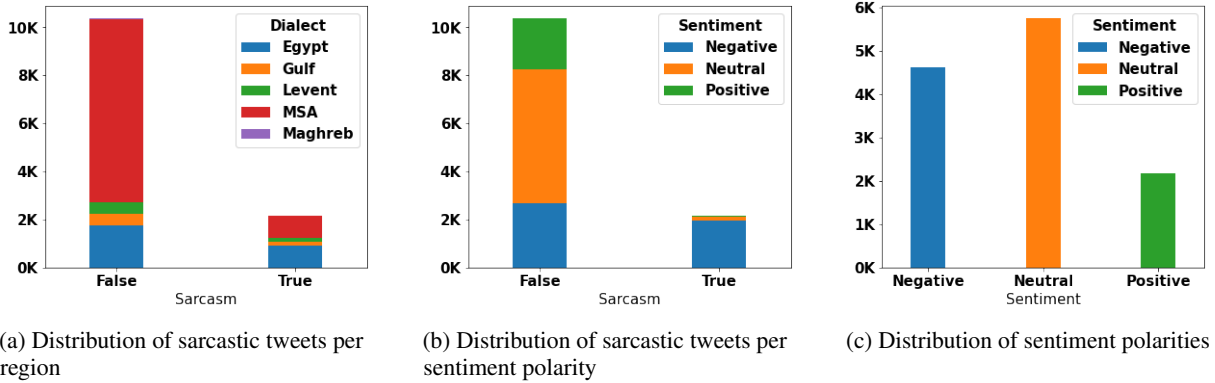 10K
8K
6K
4K
2K
0K
Dialect
Egypt
Gulf
Levent
MSA
Maghreb
False
True
Sarcasm
(a) Distribution of sarcastic tweets per
region
10K
8K
6K
4K
2K
0K
Sentiment
Negative
Neutral
Positive
False
True
Sarcasm
(b) Distribution of sarcastic tweets per
sentiment polarity
6K
5K
4K
3K
2K
1K
0K
Sentiment
Negative
Neutral
Positive
Negative
Neutral
Positive
Sentiment
(c) Distribution of sentiment polarities